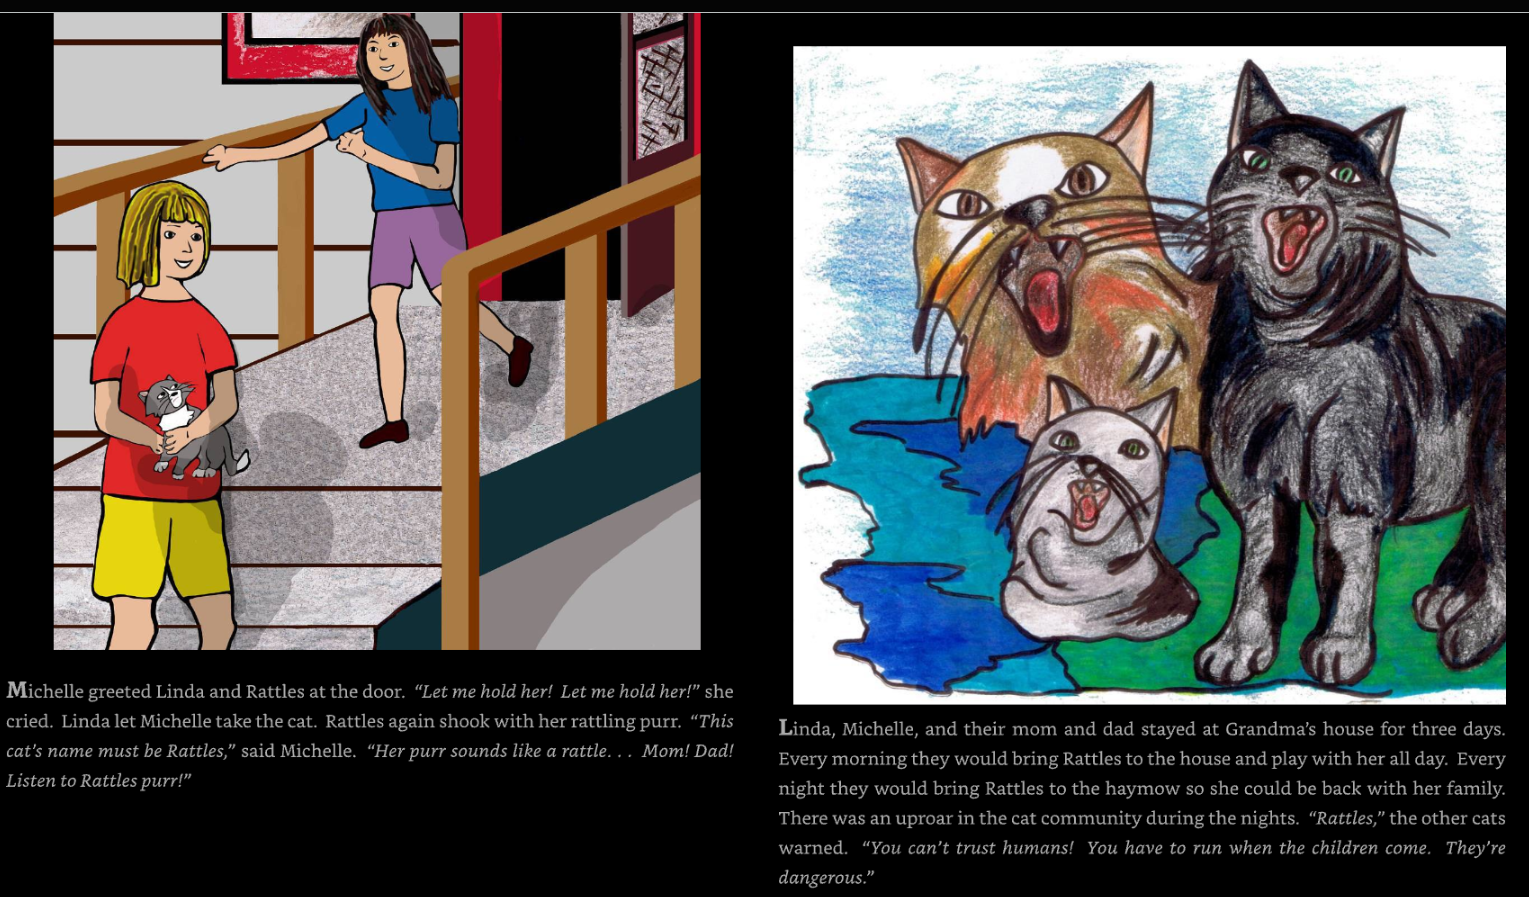 Michelle greeted Linda and Rattles at the door.  “Let me hold her!  Let me hold her!” she
cried.  Linda let Michelle take the cat.  Rattles again shook with her rattling purr.  “This
cat’s name must be Rattles,” said Michelle.  “Her purr sounds like a rattle. . .  Mom! Dad!
Listen to Rattles purr!”
Linda, Michelle, and their mom and dad stayed at Grandma’s house for three days.
Every morning they would bring Rattles to the house and play with her all day.  Every
night they would bring Rattles to the haymow so she could be back with her family.
There was an uproar in the cat community during the nights.  “Rattles,” the other cats
warned.  “You can’t trust humans!  You have to run when the children come.  They’re
dangerous.”